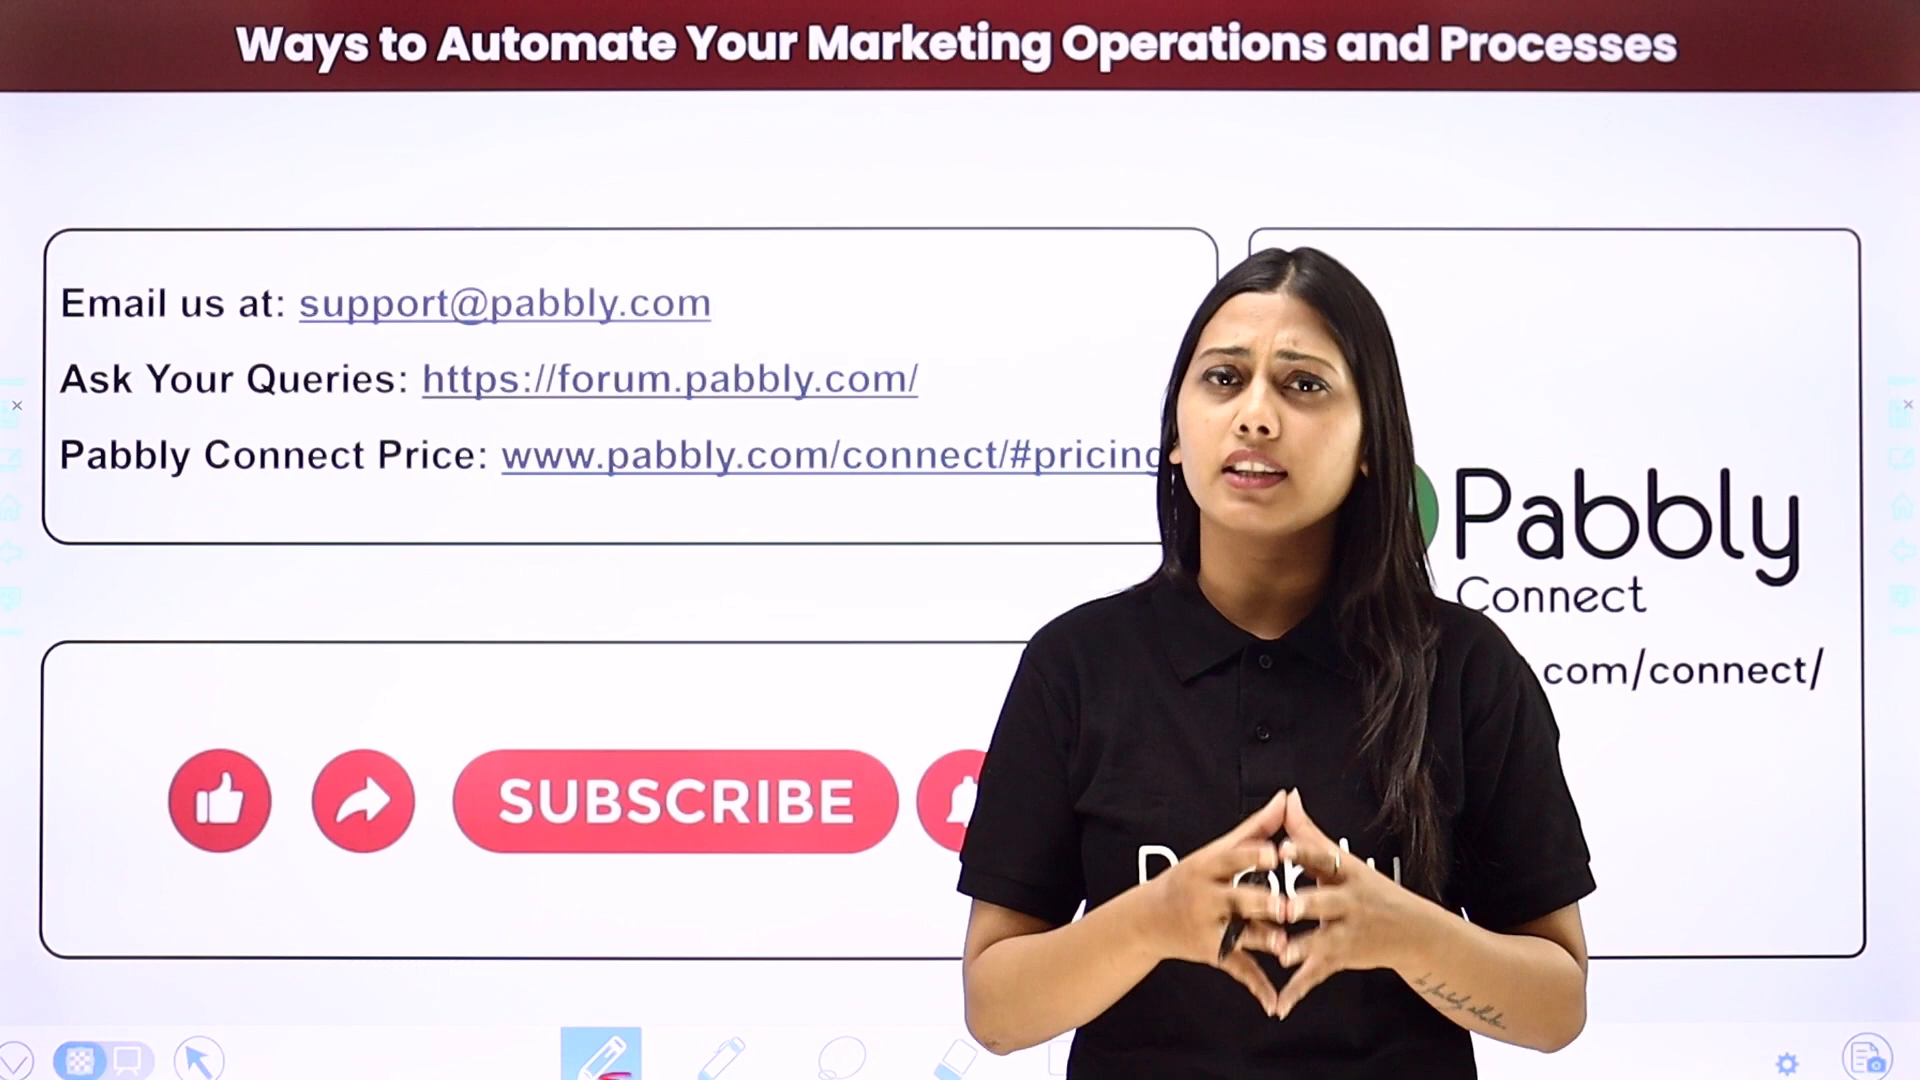 Ways to Automate Your Marketing Operations and Processes
Email us at: support@pabbly.com
Ask Your Queries: https://forum.pabbly.com/
Pabbly Connect Price: www.pabbly.com/connect/#pricing
Pabbly
Connect
.com/connect/
SUBSCRIBE